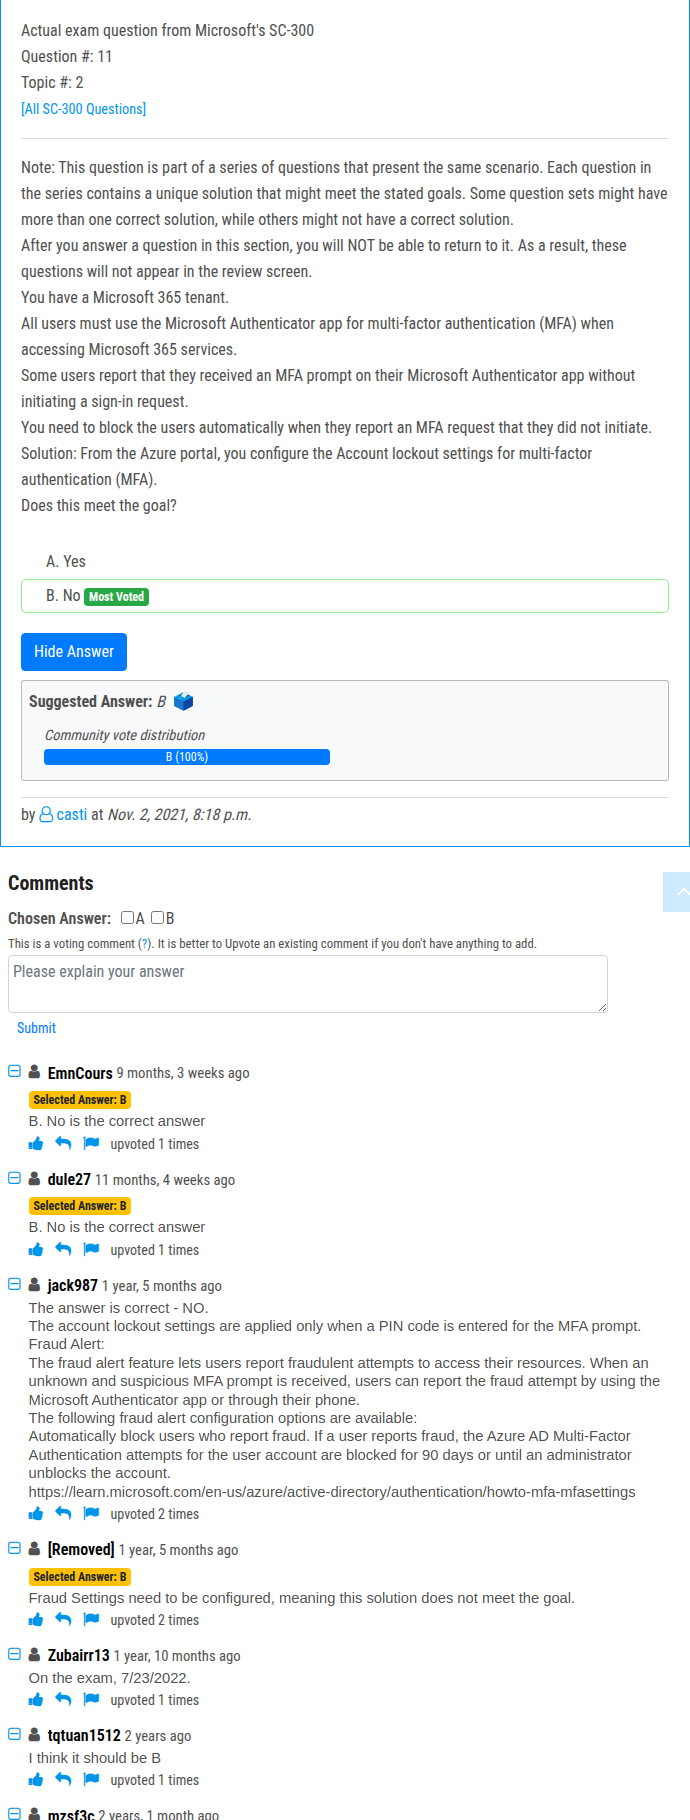 Actual exam question from Microsoft's SC-300
Question #: 11
Topic #: 2
[All SC-300 Questions]
Note: This question is part of a series of questions that present the same scenario. Each question in
the series contains a unique solution that might meet the stated goals. Some question sets might have
more than one correct solution, while others might not have a correct solution.
After you answer a question in this section, you will NOT be able to return to it. As a result, these
questions will not appear in the review screen.
You have a Microsoft 365 tenant.
All users must use the Microsoft Authenticator app for multi-factor authentication (MFA) when
accessing Microsoft 365 services.
Some users report that they received an MFA prompt on their Microsoft Authenticator app without
initiating a sign-in request.
You need to block the users automatically when they report an MFA request that they did not initiate.
Solution: From the Azure portal, you configure the Account lockout settings for multi-factor
authentication (MFA).
Does this meet the goal?
A. Yes
B. No Most Voted
Hide Answer
Suggested Answer: B
Community vote distribution
B (100%)
by casti at Nov. 2, 2021, 8:18 p.m.
Comments
Chosen Answer: A B
This is a voting comment (?). It is better to Upvote an existing comment if you don't have anything to add.
Please explain your answer
Submit
EmnCours 9 months, 3 weeks ago
Selected Answer: B
B. No is the correct answer
upvoted 1 times
dule27 11 months, 4 weeks ago
Selected Answer: B
B. No is the correct answer
upvoted 1 times
jack987 1 year, 5 months ago
The answer is correct - NO.
The account lockout settings are applied only when a PIN code is entered for the MFA prompt.
Fraud Alert:
The fraud alert feature lets users report fraudulent attempts to access their resources. When an
unknown and suspicious MFA prompt is received, users can report the fraud attempt by using the
Microsoft Authenticator app or through their phone.
The following fraud alert configuration options are available:
Automatically block users who report fraud. If a user reports fraud, the Azure AD Multi-Factor
Authentication attempts for the user account are blocked for 90 days or until an administrator
unblocks the account.
https://learn.microsoft.com/en-us/azure/active-directory/authentication/howto-mfa-mfasettings
upvoted 2 times
[Removed] 1 year, 5 months ago
Selected Answer: B
Fraud Settings need to be configured, meaning this solution does not meet the goal.
upvoted 2 times
Zubairr13 1 year, 10 months ago
On the exam, 7/23/2022.
upvoted 1 times
tqtuan1512 2 years ago
I think it should be B
upvoted 1 times
mzsf3c 2 years, 1 month ago